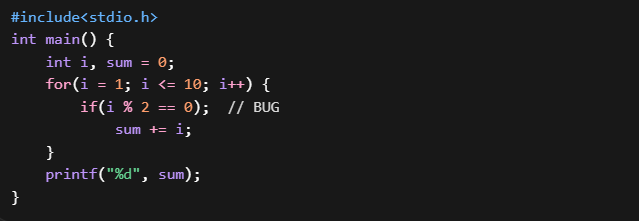 #include<stdio.h>
int main() {
    int i, sum = 0;
    for(i = 1; i <= 10; i++) {
        if(i % 2 == 0);  // BUG
            sum += i;
    }
    printf("%d", sum);
}